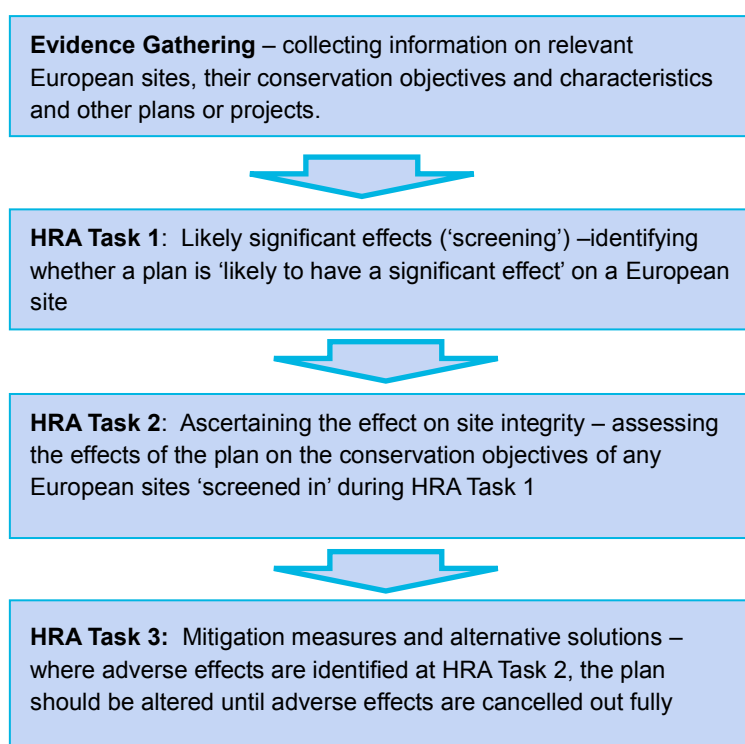 Evidence Gathering – collecting information on relevant
European sites, their conservation objectives and characteristics
and other plans or projects.
HRA Task 1:  Likely significant effects (‘screening’) –identifying
whether a plan is ‘likely to have a significant effect’ on a European
site
HRA Task 2:  Ascertaining the effect on site integrity – assessing
the effects of the plan on the conservation objectives of any
European sites ‘screened in’ during HRA Task 1
HRA Task 3:  Mitigation measures and alternative solutions –
where adverse effects are identified at HRA Task 2, the plan
should be altered until adverse effects are cancelled out fully